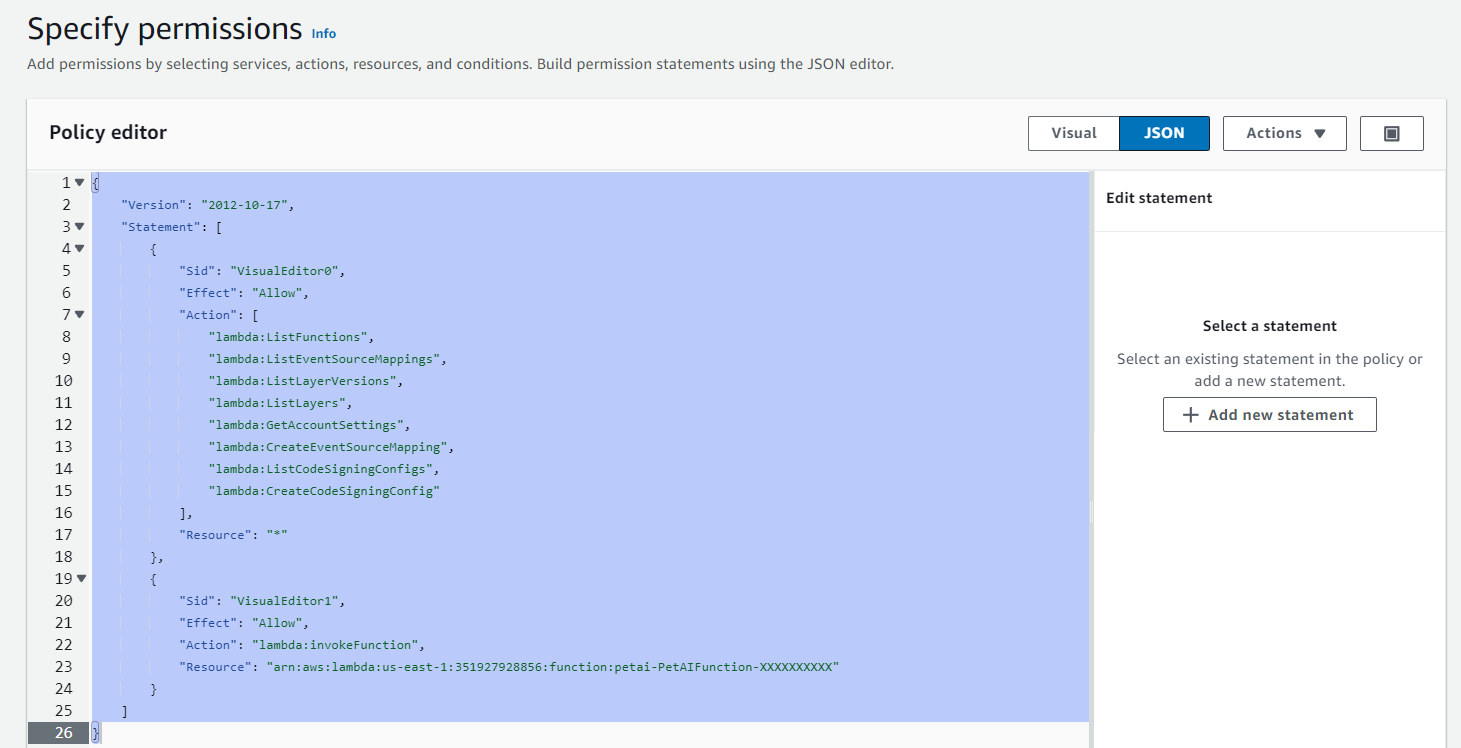 Specify permissions Info
Add permissions by selecting services, actions, resources, and conditions. Build permission statements using the JSON editor.
Policy editor
Visual JSON Actions
1 {
2 "Version": "2012-10-17",
3 "Statement": [
4 {
5 "Sid": "VisualEditor0",
6 "Effect": "Allow",
7 "Action": [
8 "lambda:ListFunctions",
9 "lambda:ListEventSourceMappings",
10 "lambda:ListLayerVersions",
11 "lambda:ListLayers",
12 "lambda:GetAccountSettings",
13 "lambda:CreateEventSourceMapping",
14 "lambda:ListCodeSigningConfigs",
15 "lambda:CreateCodeSigningConfig"
16 ],
17 "Resource": "*"
18 },
19 {
20 "Sid": "VisualEditor1",
21 "Effect": "Allow",
22 "Action": "lambda:invokeFunction",
23 "Resource": "arn:aws:lambda:us-east-1:351927928856:function:petai-PetAIFunction-XXXXXXXXXX"
24 }
25 ]
26 }
Edit statement
Select a statement
Select an existing statement in the policy or
add a new statement.
+ Add new statement